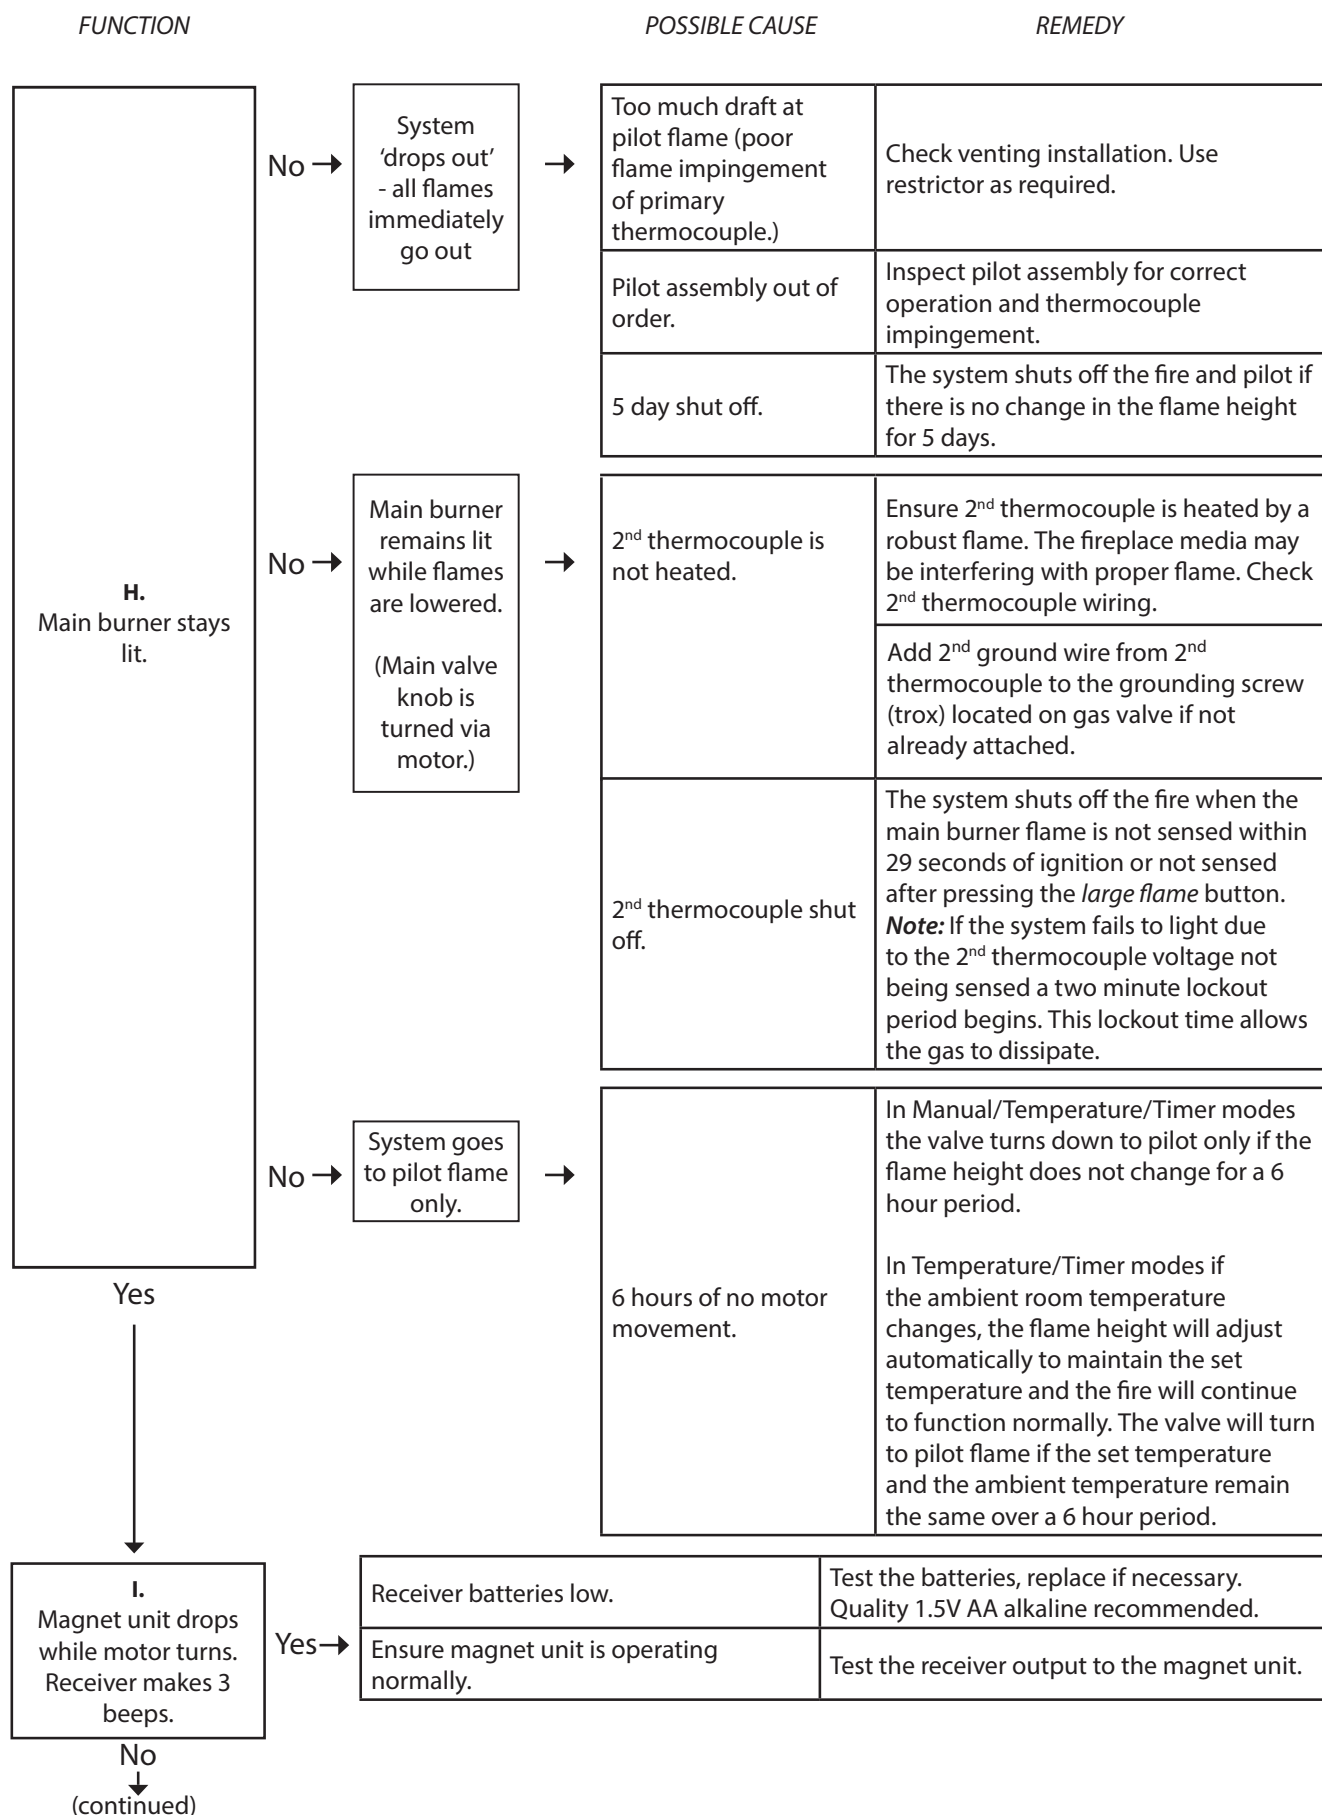 FUNCTION
POSSIBLE CAUSE
REMEDY
H.
Main burner stays
lit.
No
System
‘drops out’
- all flames
immediately
go out
Too much draft at
pilot flame (poor
flame impingement
of primary
thermocouple.)
Check venting installation. Use
restrictor as required.
Pilot assembly out of
order.
Inspect pilot assembly for correct
operation and thermocouple
impingement.
5 day shut off.
The system shuts off the fire and pilot if
there is no change in the flame height
for 5 days.
No
Main burner
remains lit
while flames
are lowered.
(Main valve
knob is
turned via
motor.)
2nd thermocouple is
not heated.
Ensure 2nd thermocouple is heated by a
robust flame. The fireplace media may
be interfering with proper flame. Check
2nd thermocouple wiring.
Add 2nd ground wire from 2nd
thermocouple to the grounding screw
(trox) located on gas valve if not
already attached.
2nd thermocouple shut
off.
The system shuts off the fire when the
main burner flame is not sensed within
29 seconds of ignition or not sensed
after pressing the large flame button.
Note: If the system fails to light due
to the 2nd thermocouple voltage not
being sensed a two minute lockout
period begins. This lockout time allows
the gas to dissipate.
No
System goes
to pilot flame
only.
6 hours of no motor
movement.
In Manual/Temperature/Timer modes
the valve turns down to pilot only if the
flame height does not change for a 6
hour period.
In Temperature/Timer modes if
the ambient room temperature
changes, the flame height will adjust
automatically to maintain the set
temperature and the fire will continue
to function normally. The valve will turn
to pilot flame if the set temperature
and the ambient temperature remain
the same over a 6 hour period.
Yes
I.
Magnet unit drops
while motor turns.
Receiver makes 3
beeps.
Yes
Receiver batteries low.
Test the batteries, replace if necessary.
Quality 1.5V AA alkaline recommended.
Ensure magnet unit is operating
normally.
Test the receiver output to the magnet unit.
No
(continued)